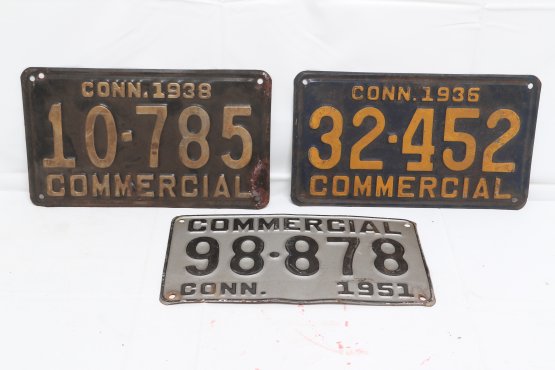 CONN. 1938
10·785
COMMERCIAL
CONN. 1936
32·452
COMMERCIAL
COMMERCIAL
98·878
CONN. 1951